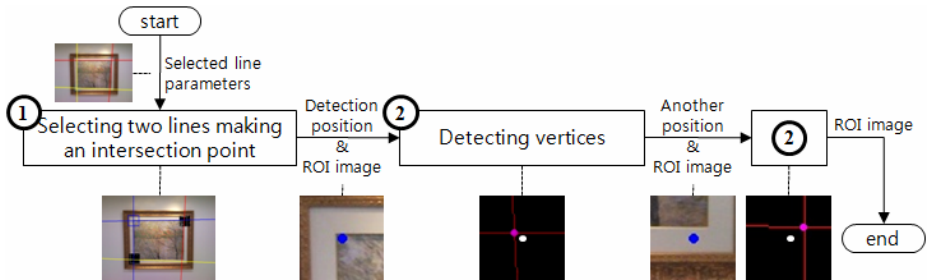 start
Selected line
parameters
1
Selecting two lines making
an intersection point
Detection
position
&
ROI image
2
Detecting vertices
Another
position
&
ROI image
2
ROI image
end